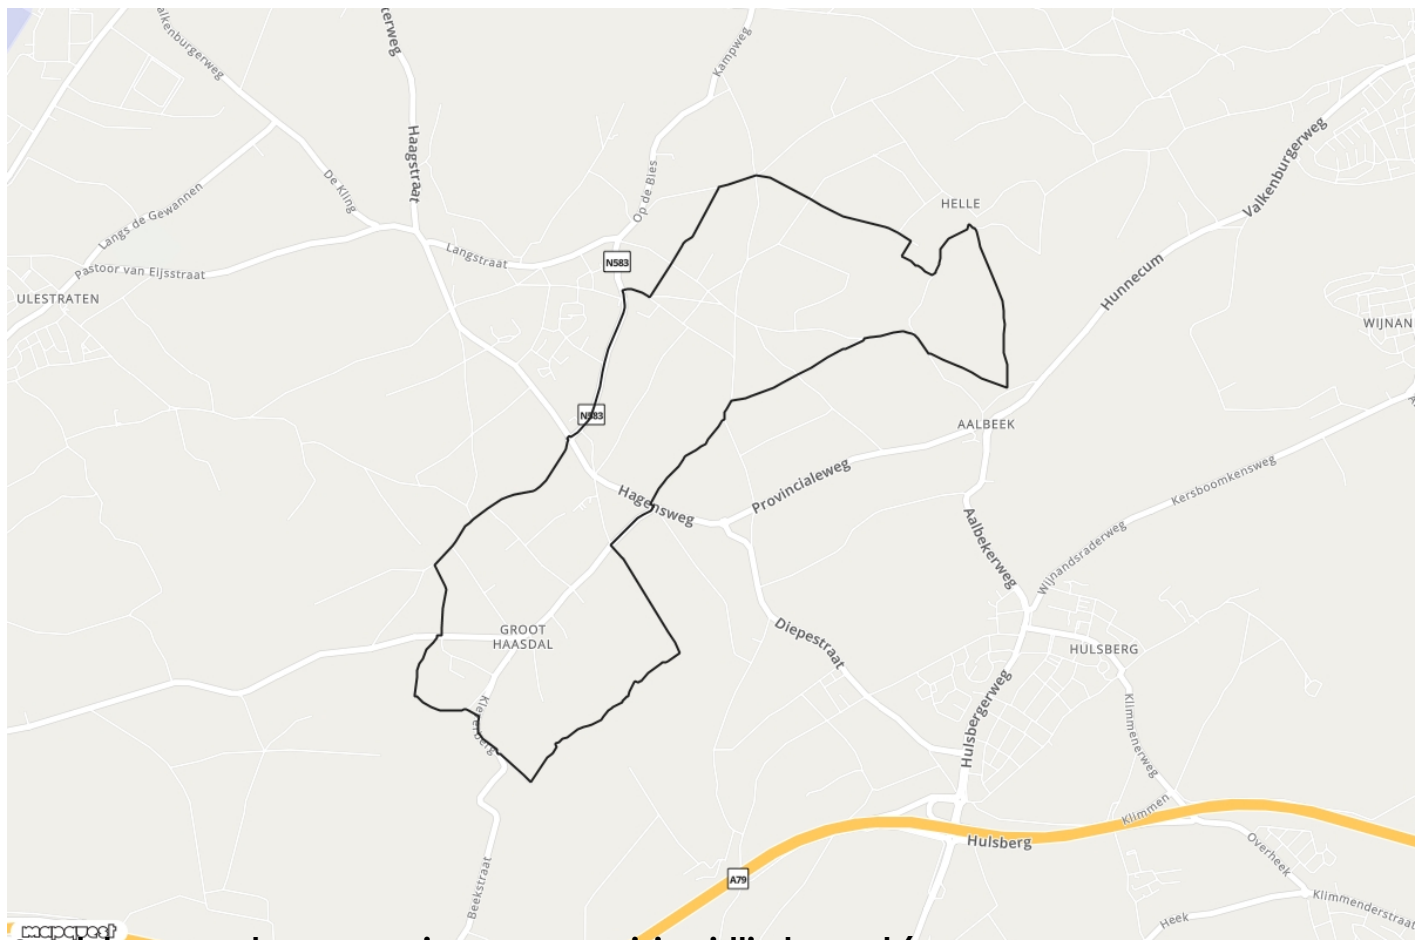 alkenburgerweg
terweg
Kampweg
Haagstraat
De Kling
Langs de Gewannen
Op de Bies
Valkenburgerweg
HELLE
Langstraat
N583
Pastoor van Eijsstraat
Hunnecum
ULESTRATEN
WIJNAN
N583
AALBEEK
Provincialeweg
Hagensweg
Kersboomkensweg
Aalbekerweg
Wijnandsraderweg
GROOT
HAASDAL
Diepestraat
HULSBERG
Hulsbergerweg
Klimmenerweg
Klimmen
Hulsberg
Overheek
A79
Beekstraat
Klimmenderstraat
Heek
mapquest